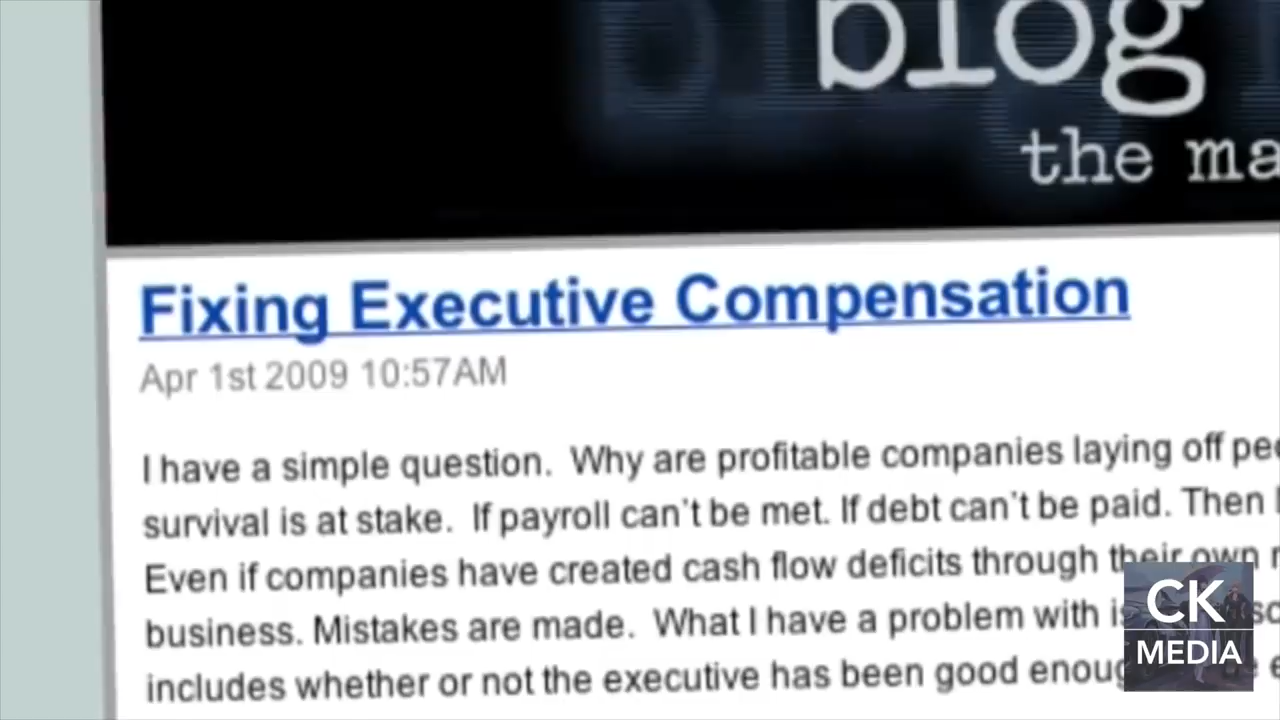 blog
the
Fixing Executive Compensation
Apr 1st 2009 10:57AM
I have a simple question. Why are profitable companies laying off
survival is at stake. If payroll can't be met. If debt can't be paid. Then
Even if companies have created cash flow deficits through their own
business. Mistakes are made. What I have a problem with
includes whether or not the executive has been good
CK
MEDIA